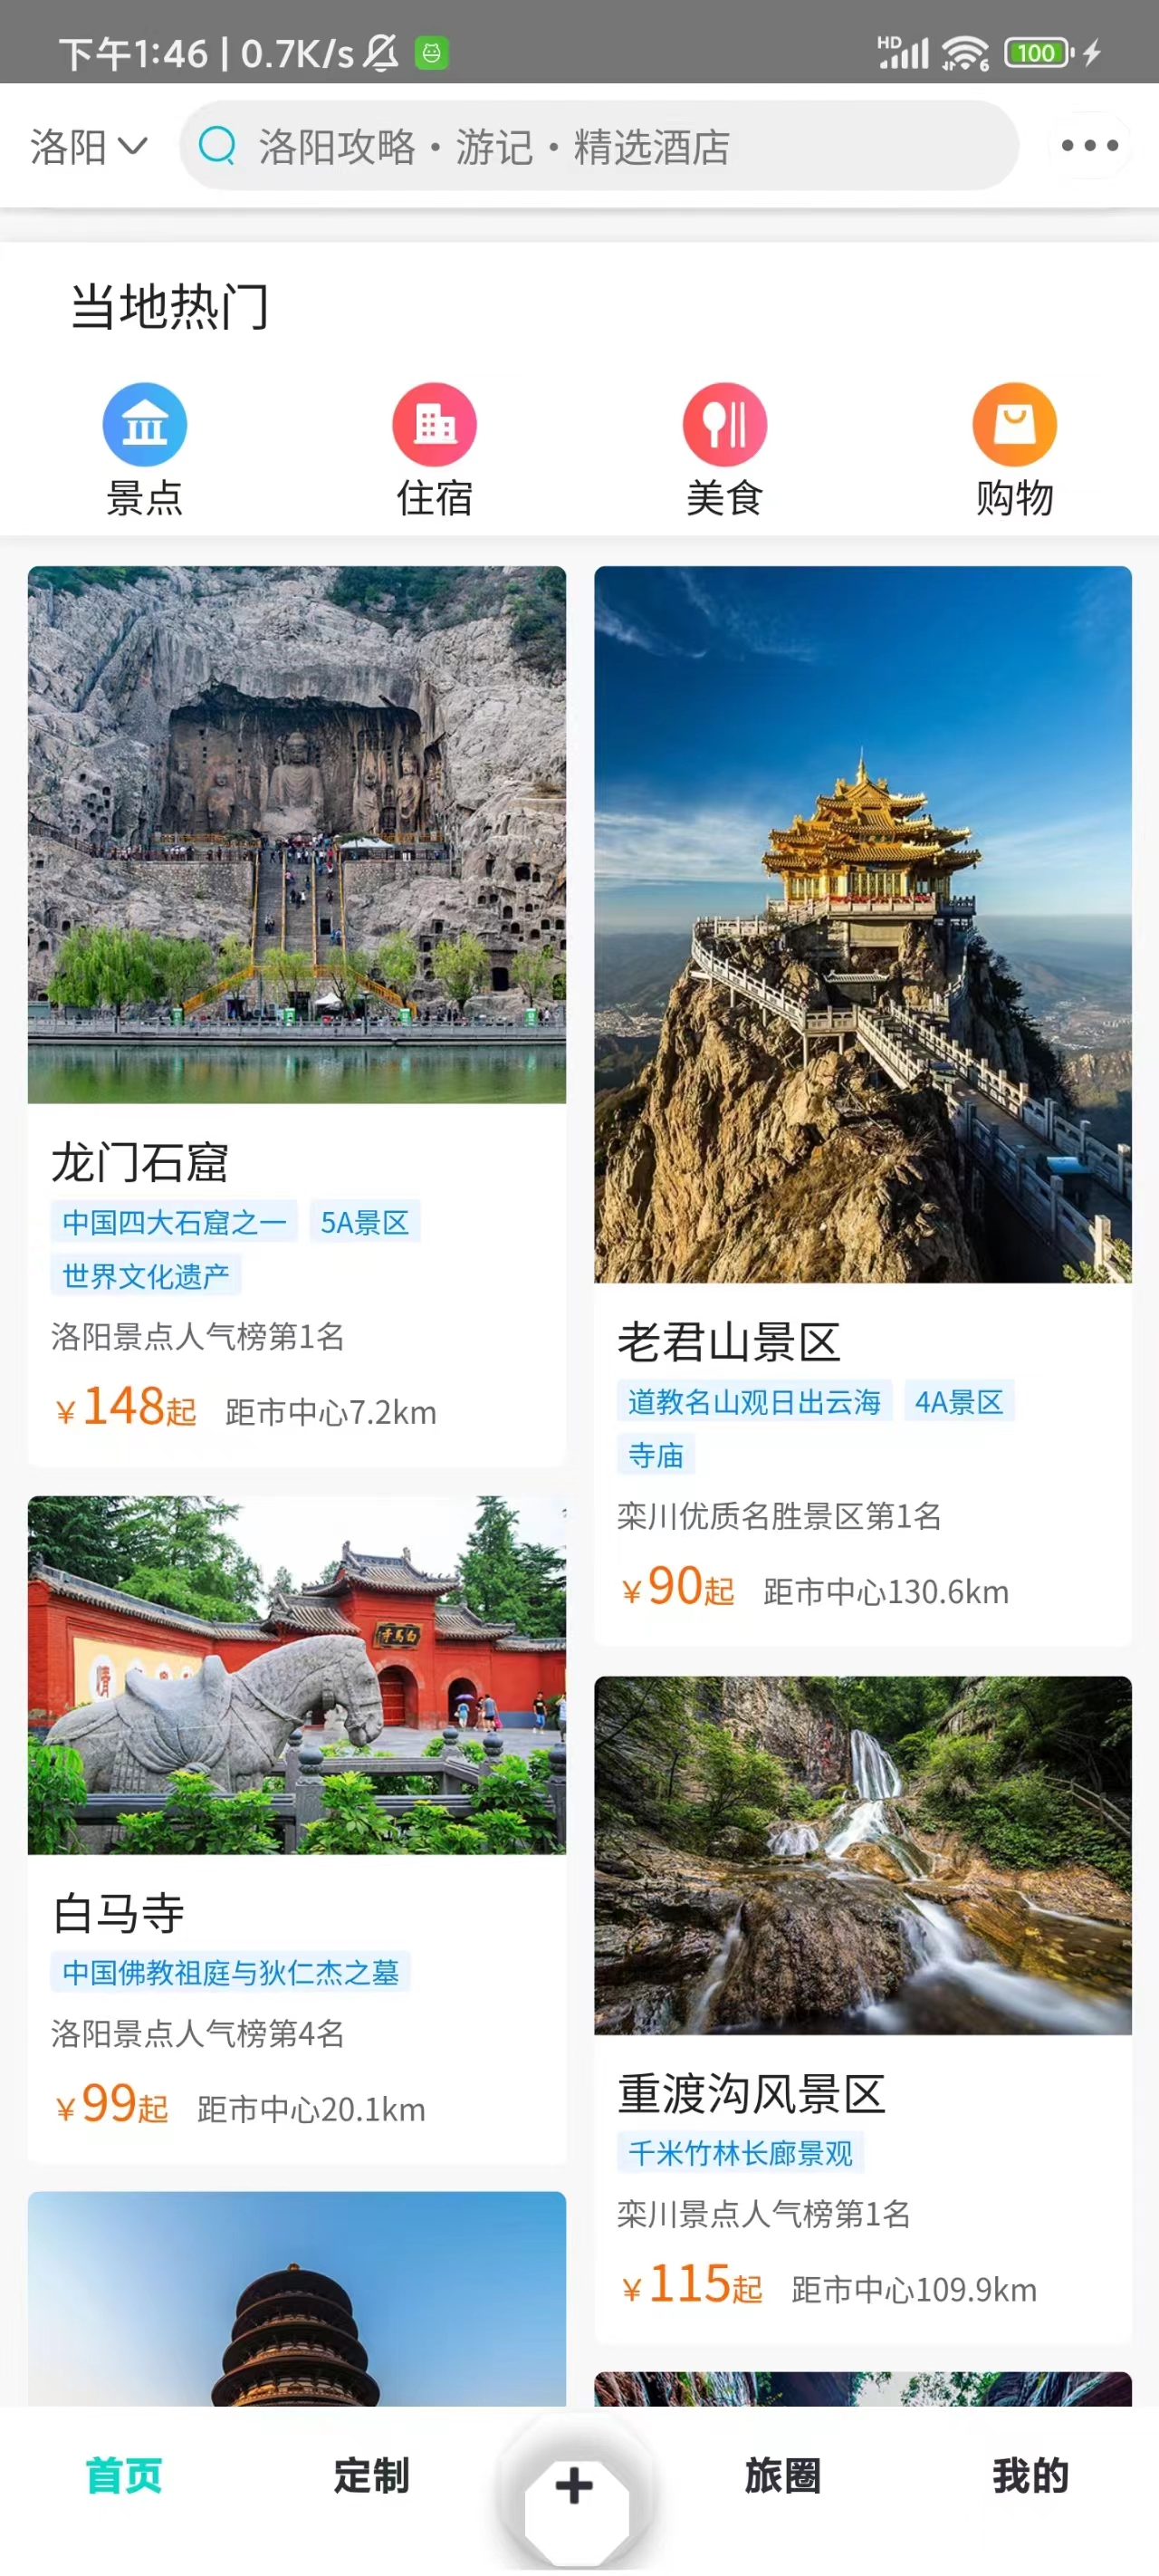 下午1:46 | 0.7K/s
HD
6
100
洛阳
洛阳攻略・游记・精选酒店
当地热门
景点
住宿
美食
购物
龙门石窟
中国四大石窟之一
5A景区
世界文化遗产
洛阳景点人气榜第1名
￥148起 距市中心7.2km
老君山景区
道教名山观日出云海
4A景区
寺庙
栾川优质名胜景区第1名
￥90起 距市中心130.6km
白马寺
白马寺
中国佛教祖庭与狄仁杰之墓
洛阳景点人气榜第4名
￥99起 距市中心20.1km
重渡沟风景区
千米竹林长廊景观
栾川景点人气榜第1名
￥115起 距市中心109.9km
首页
定制
+
旅圈
我的